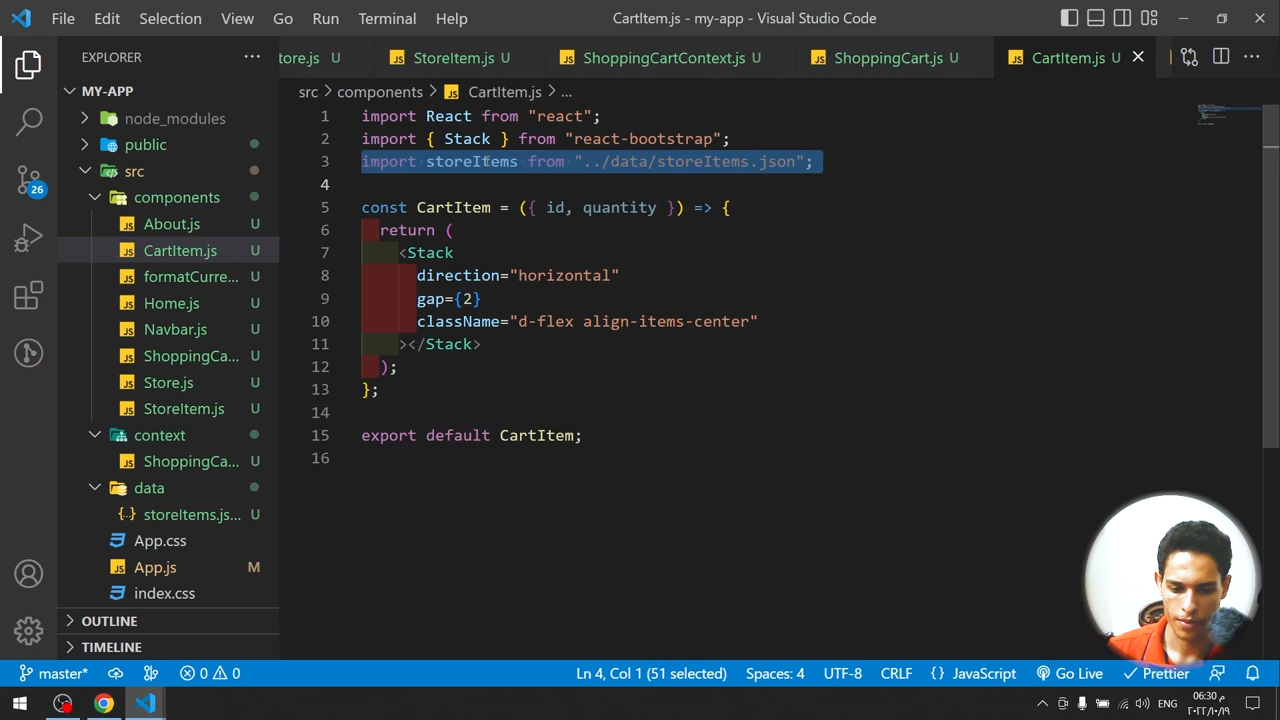 File Edit Selection View Go Run Terminal Help
CartItem.js - my-app - Visual Studio Code
EXPLORER
tore.js U
StoreItem.js U
ShoppingCartContext.js U
ShoppingCart.js U
CartItem.js U
src > components > CartItem.js > ...
MY-APP
node_modules
public
src
components
About.js U
CartItem.js U
formatCurre... U
Home.js U
Navbar.js U
ShoppingCa... U
Store.js U
StoreItem.js U
context
ShoppingCa... U
data
storeItems.js... U
App.css
App.js M
index.css
OUTLINE
TIMELINE
26
1 import React from "react";
2 import { Stack } from "react-bootstrap";
3 import storeItems from "../data/storeItems.json";
4
5 const CartItem = ({ id, quantity }) => {
6 return (
7 <Stack
8 direction="horizontal"
9 gap={2}
10 className="d-flex align-items-center"
11 ></Stack>
12 );
13 };
14
15 export default CartItem;
16
master* 0 0 Ln 4, Col 1 (51 selected) Spaces: 4 UTF-8 CRLF {} JavaScript Go Live Prettier
ENG
06:30 م
٢٠٢٢/١٠/١٩